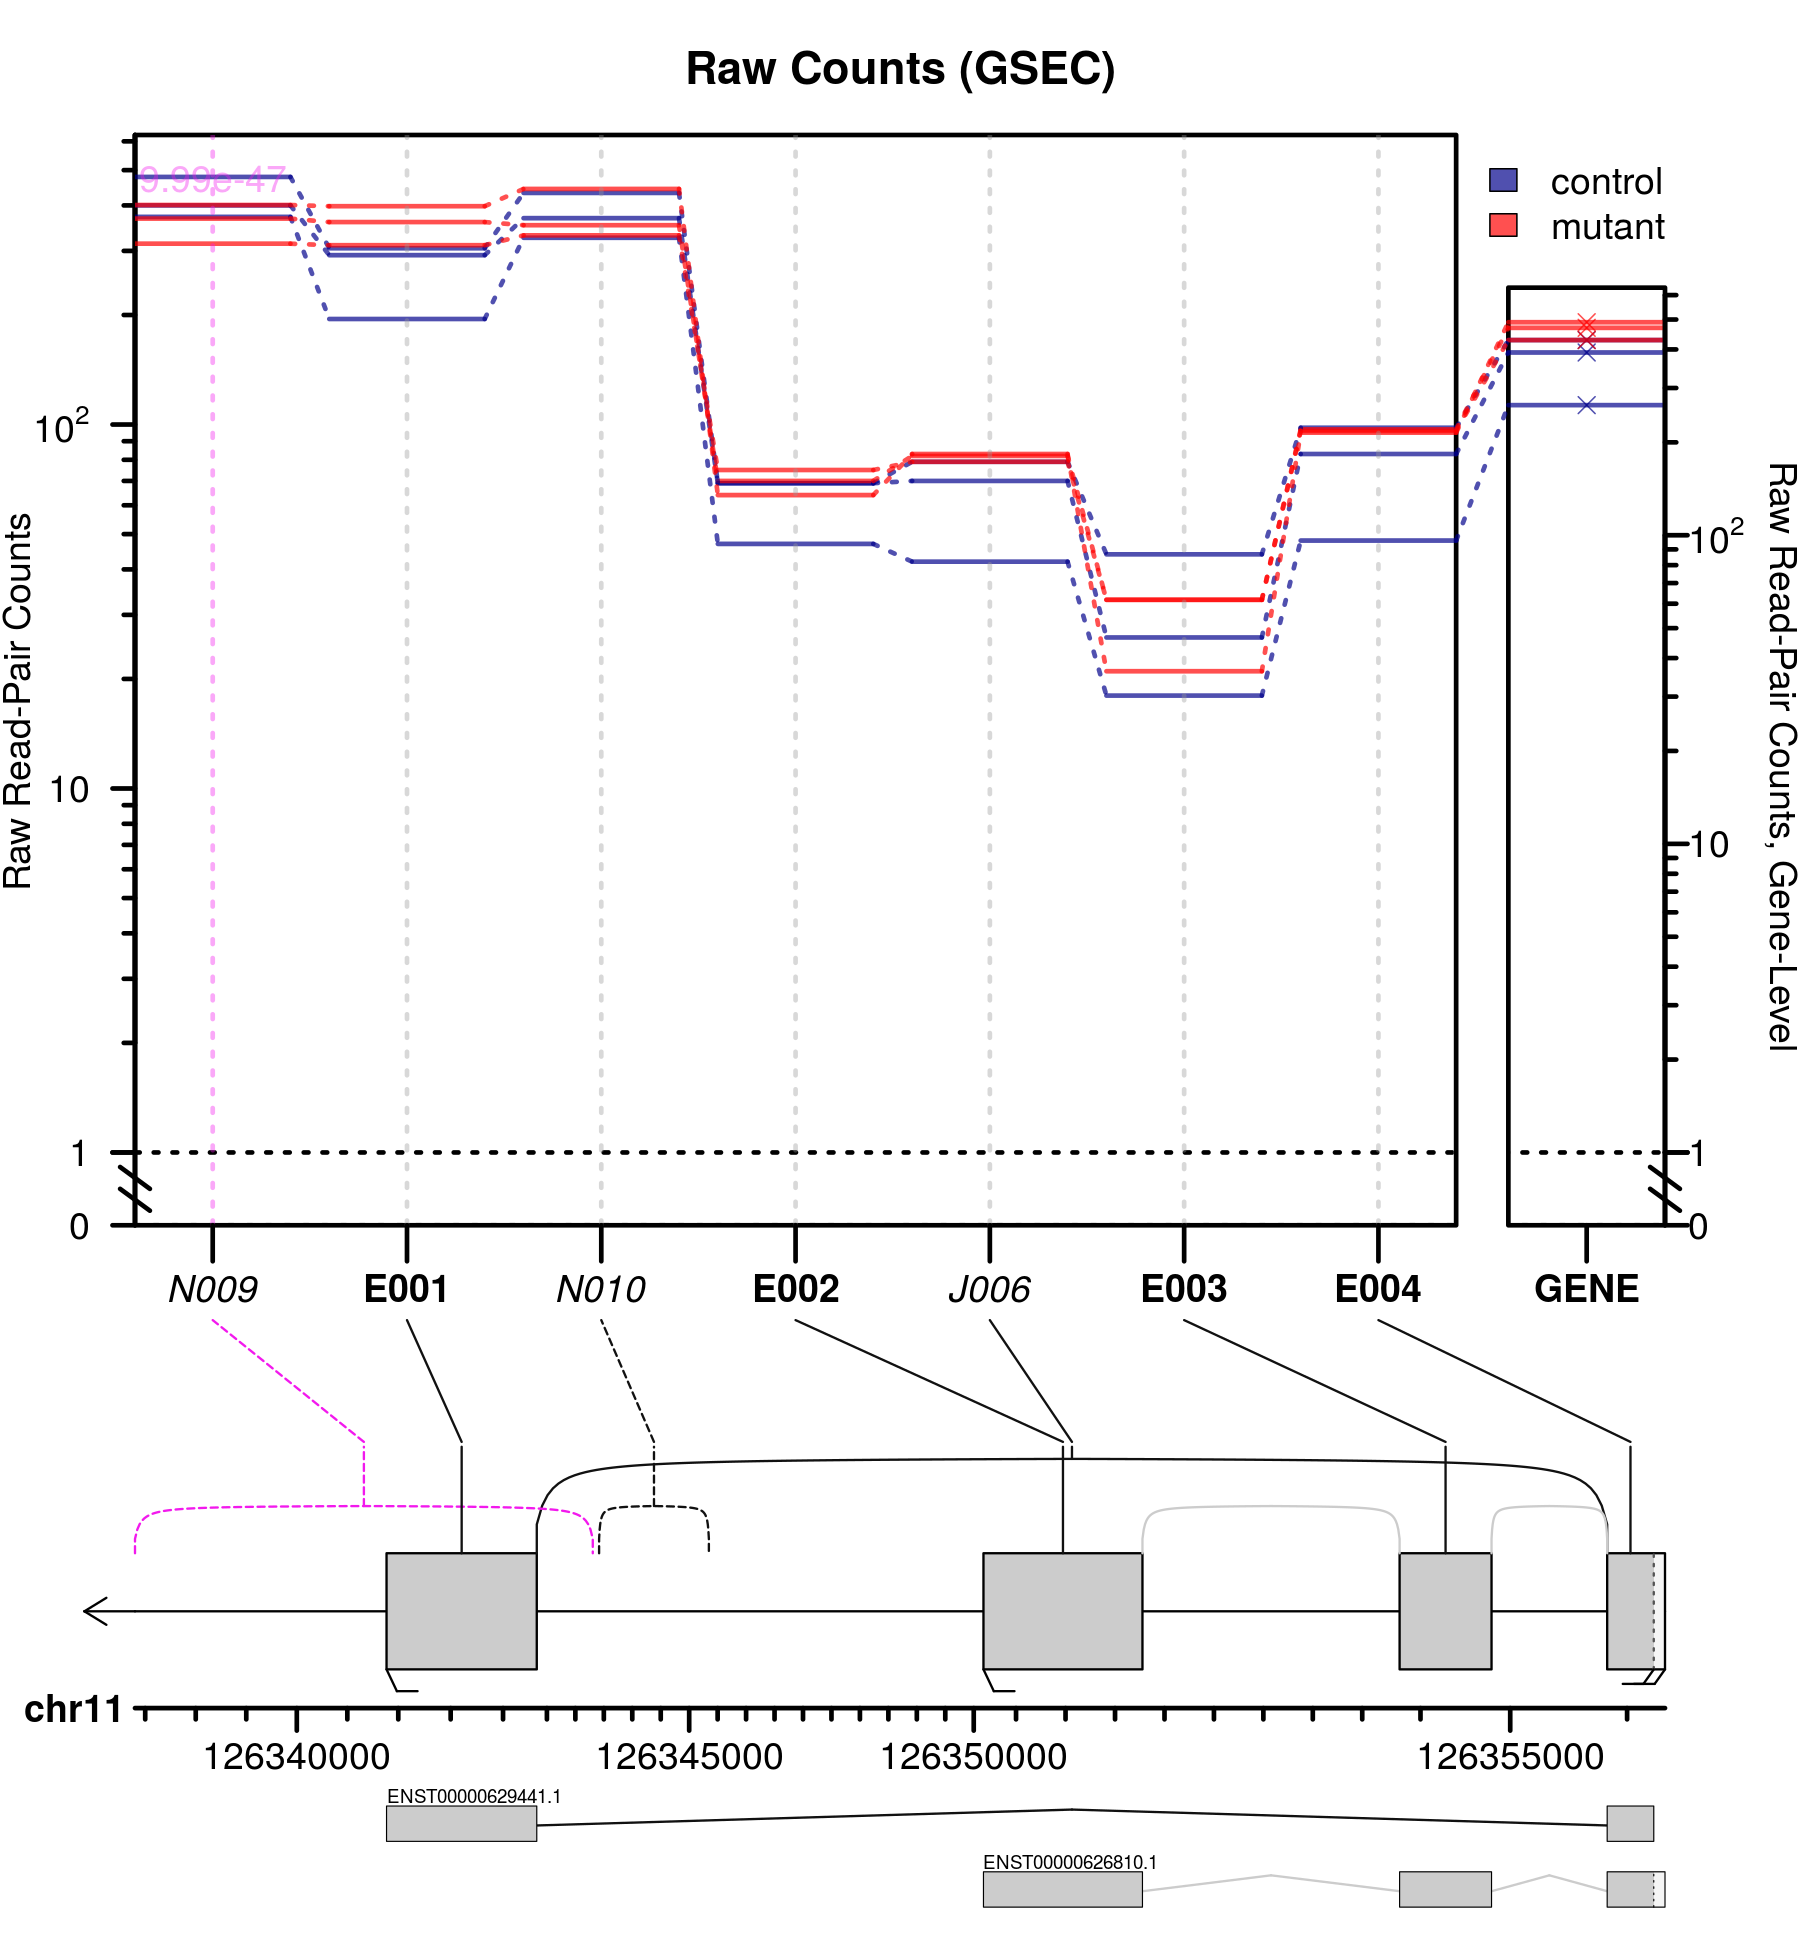 Raw Counts (GSEC)
9.99e-47
control
mutant
Raw Read-Pair Counts
10²
10
1
0
Raw Read-Pair Counts, Gene-Level
10²
10
1
0
N009 E001 N010 E002 J006 E003 E004 GENE
chr11
126340000 126345000 126350000 126355000
ENST00000629441.1
ENST00000626810.1